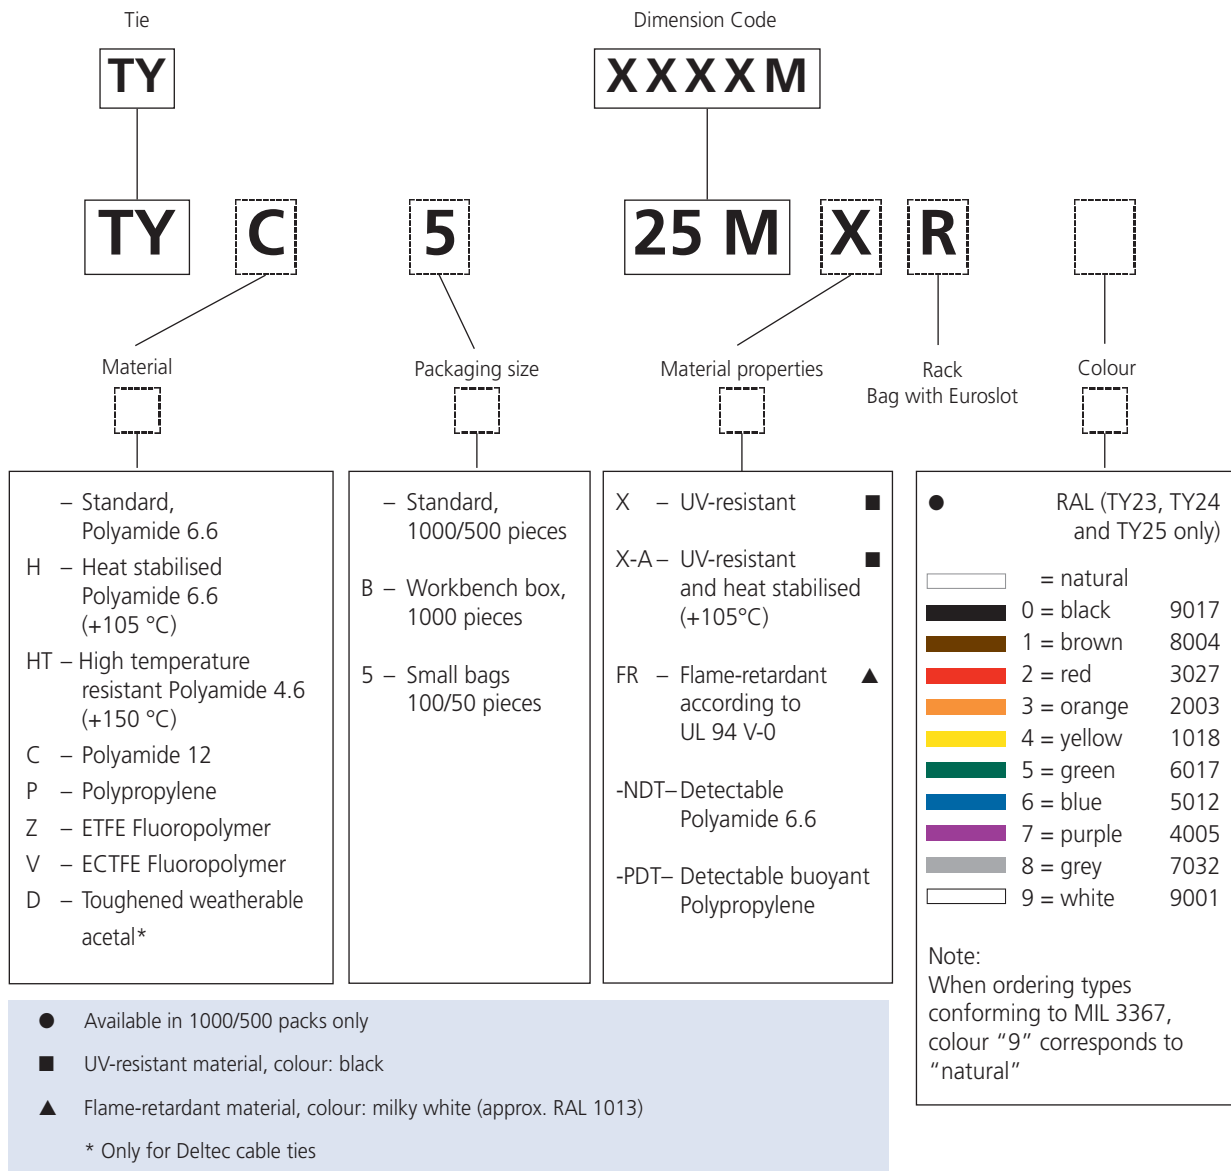 Tie
Dimension Code
TY
XXXXM
TY C 5 25 M X R
Material
Packaging size
Material properties
Rack
Bag with Euroslot
Colour
– Standard,
Polyamide 6.6
H – Heat stabilised
Polyamide 6.6
(+105 °C)
HT – High temperature
resistant Polyamide 4.6
(+150 °C)
C – Polyamide 12
P – Polypropylene
Z – ETFE Fluoropolymer
V – ECTFE Fluoropolymer
D – Toughened weatherable
acetal*
– Standard,
1000/500 pieces
B – Workbench box,
1000 pieces
5 – Small bags
100/50 pieces
X – UV-resistant ■
X-A – UV-resistant ■
and heat stabilised
(+105°C)
FR – Flame-retardant ▲
according to
UL 94 V-0
-NDT– Detectable
Polyamide 6.6
-PDT– Detectable buoyant
Polypropylene
● RAL (TY23, TY24
and TY25 only)
= natural
0 = black 9017
1 = brown 8004
2 = red 3027
3 = orange 2003
4 = yellow 1018
5 = green 6017
6 = blue 5012
7 = purple 4005
8 = grey 7032
9 = white 9001
Note:
When ordering types
conforming to MIL 3367,
colour “9” corresponds to
“natural”
● Available in 1000/500 packs only
■ UV-resistant material, colour: black
▲ Flame-retardant material, colour: milky white (approx. RAL 1013)
* Only for Deltec cable ties